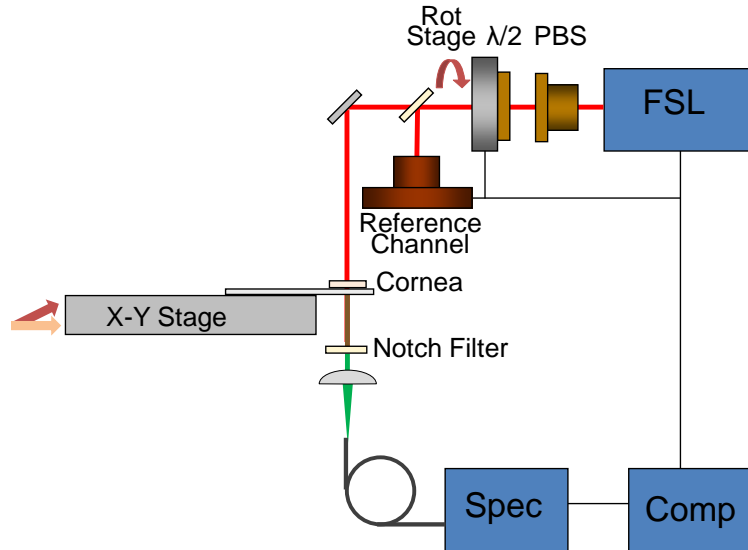 Rot
Stage λ/2 PBS
FSL
Reference
Channel
Cornea
X-Y Stage
Notch Filter
Spec
Comp